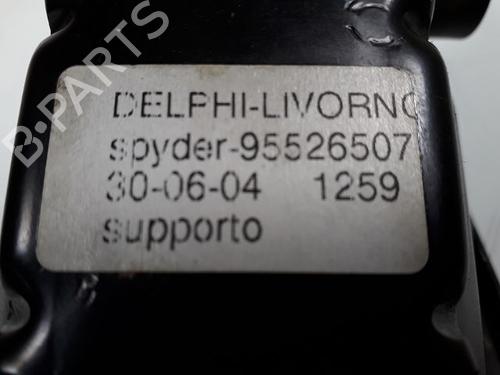 B-PARTS
DELPHI-LIVORNO
spyder-95526507
30-06-04 1259
supporto